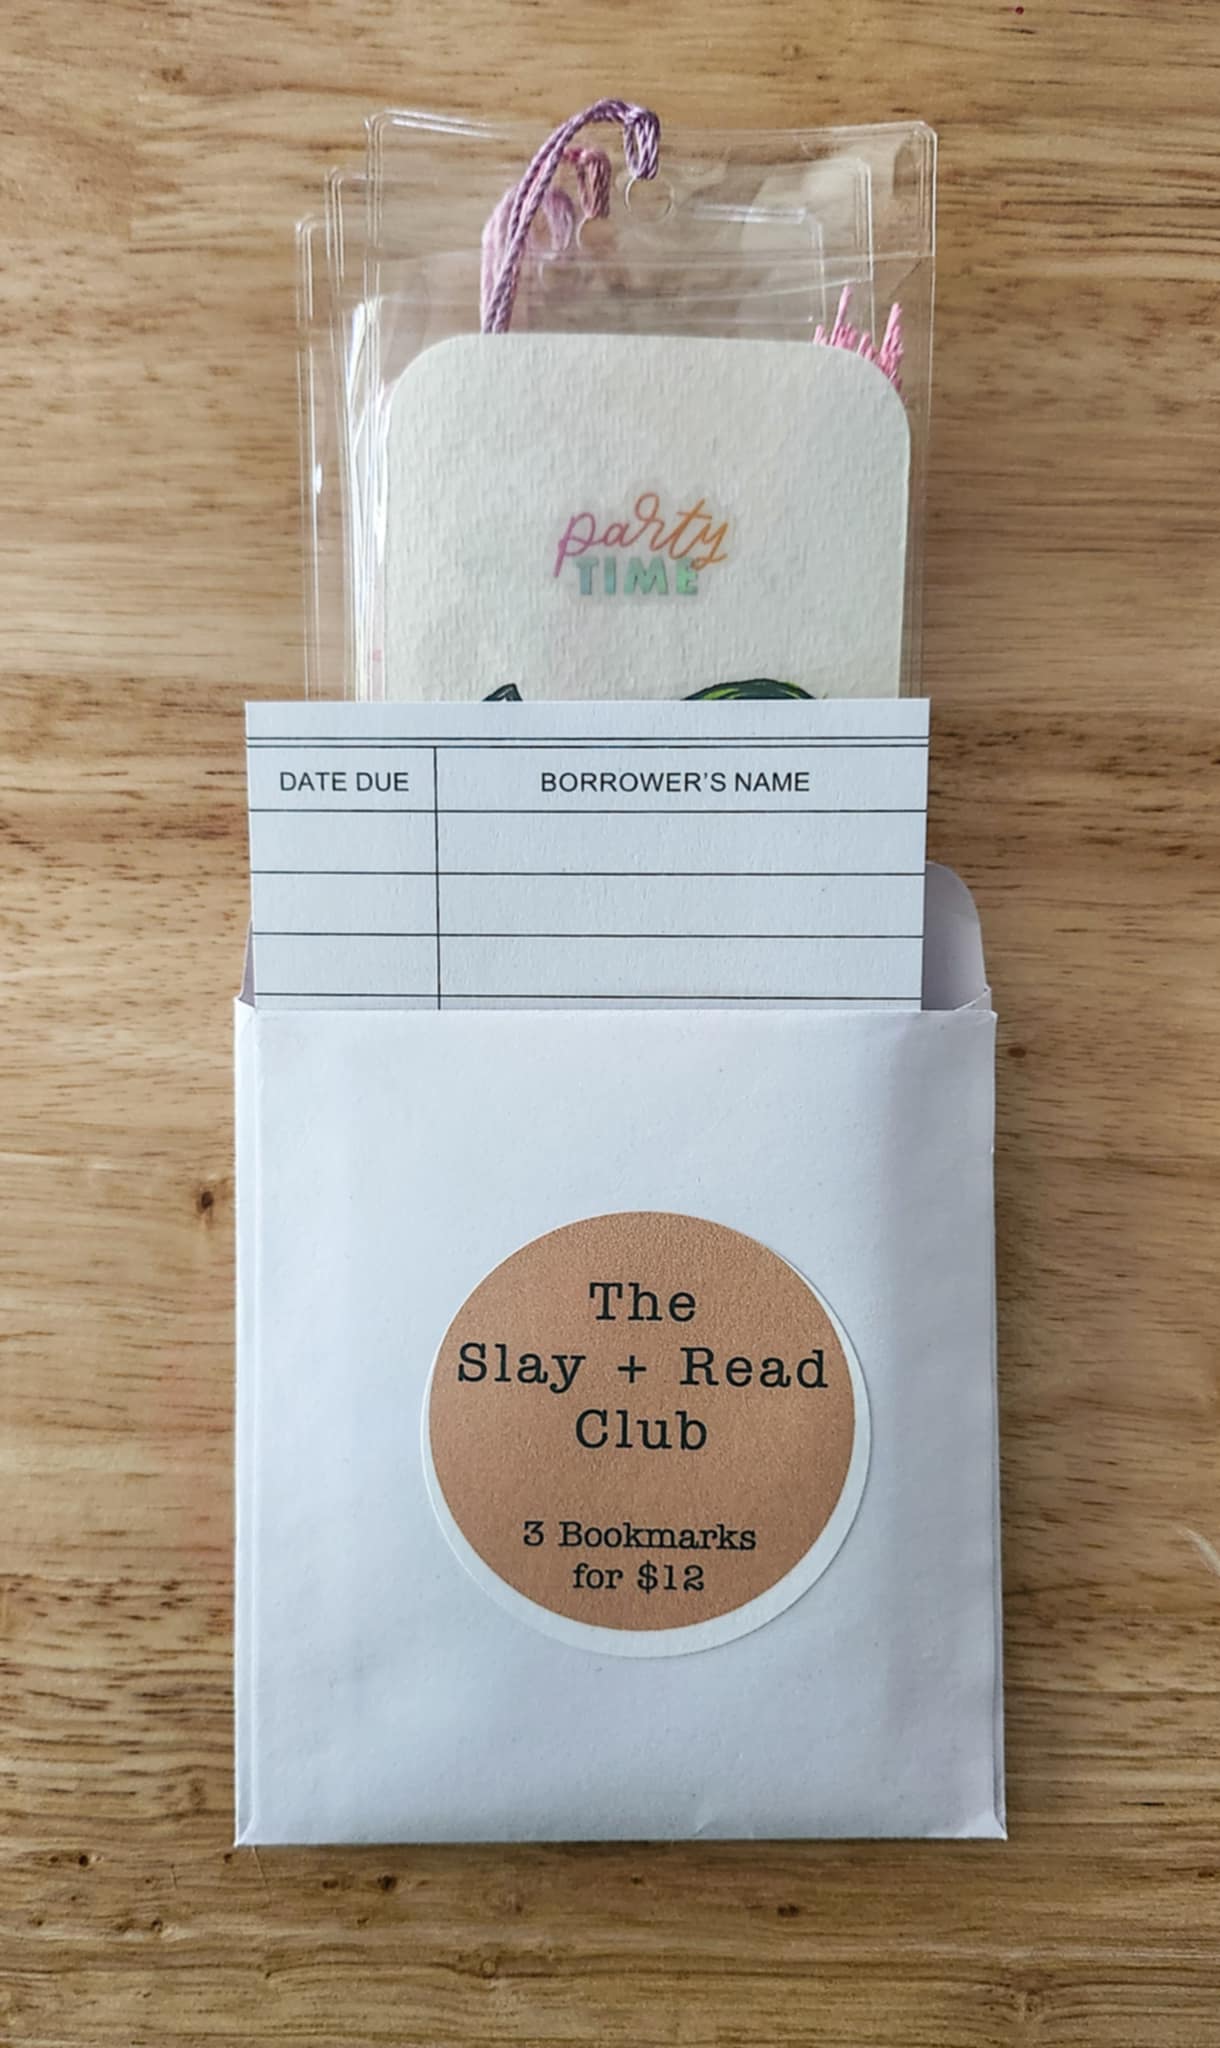 party
TIME
DATE DUE BORROWER'S NAME
The
Slay + Read
Club
3 Bookmarks
for $12